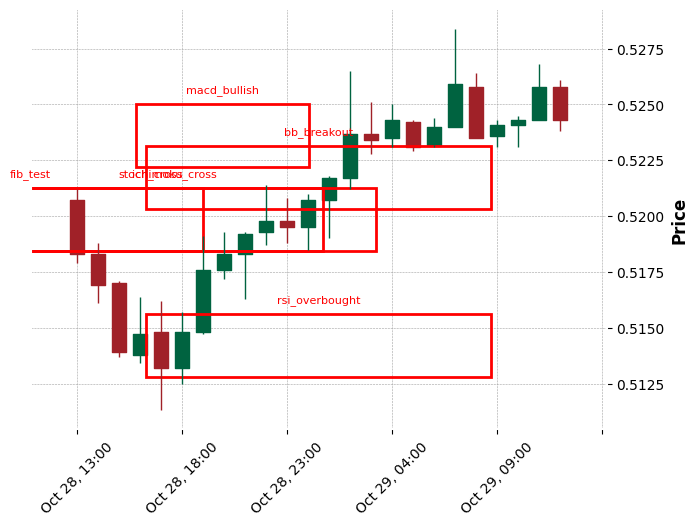 macd_bullish
bb_breakout
fib_test
ichimoku_cross
rsi_overbought
0.5275
0.5250
0.5225
0.5200
0.5175
0.5150
0.5125
Price
Oct 28, 13:00
Oct 28, 18:00
Oct 28, 23:00
Oct 29, 04:00
Oct 29, 09:00